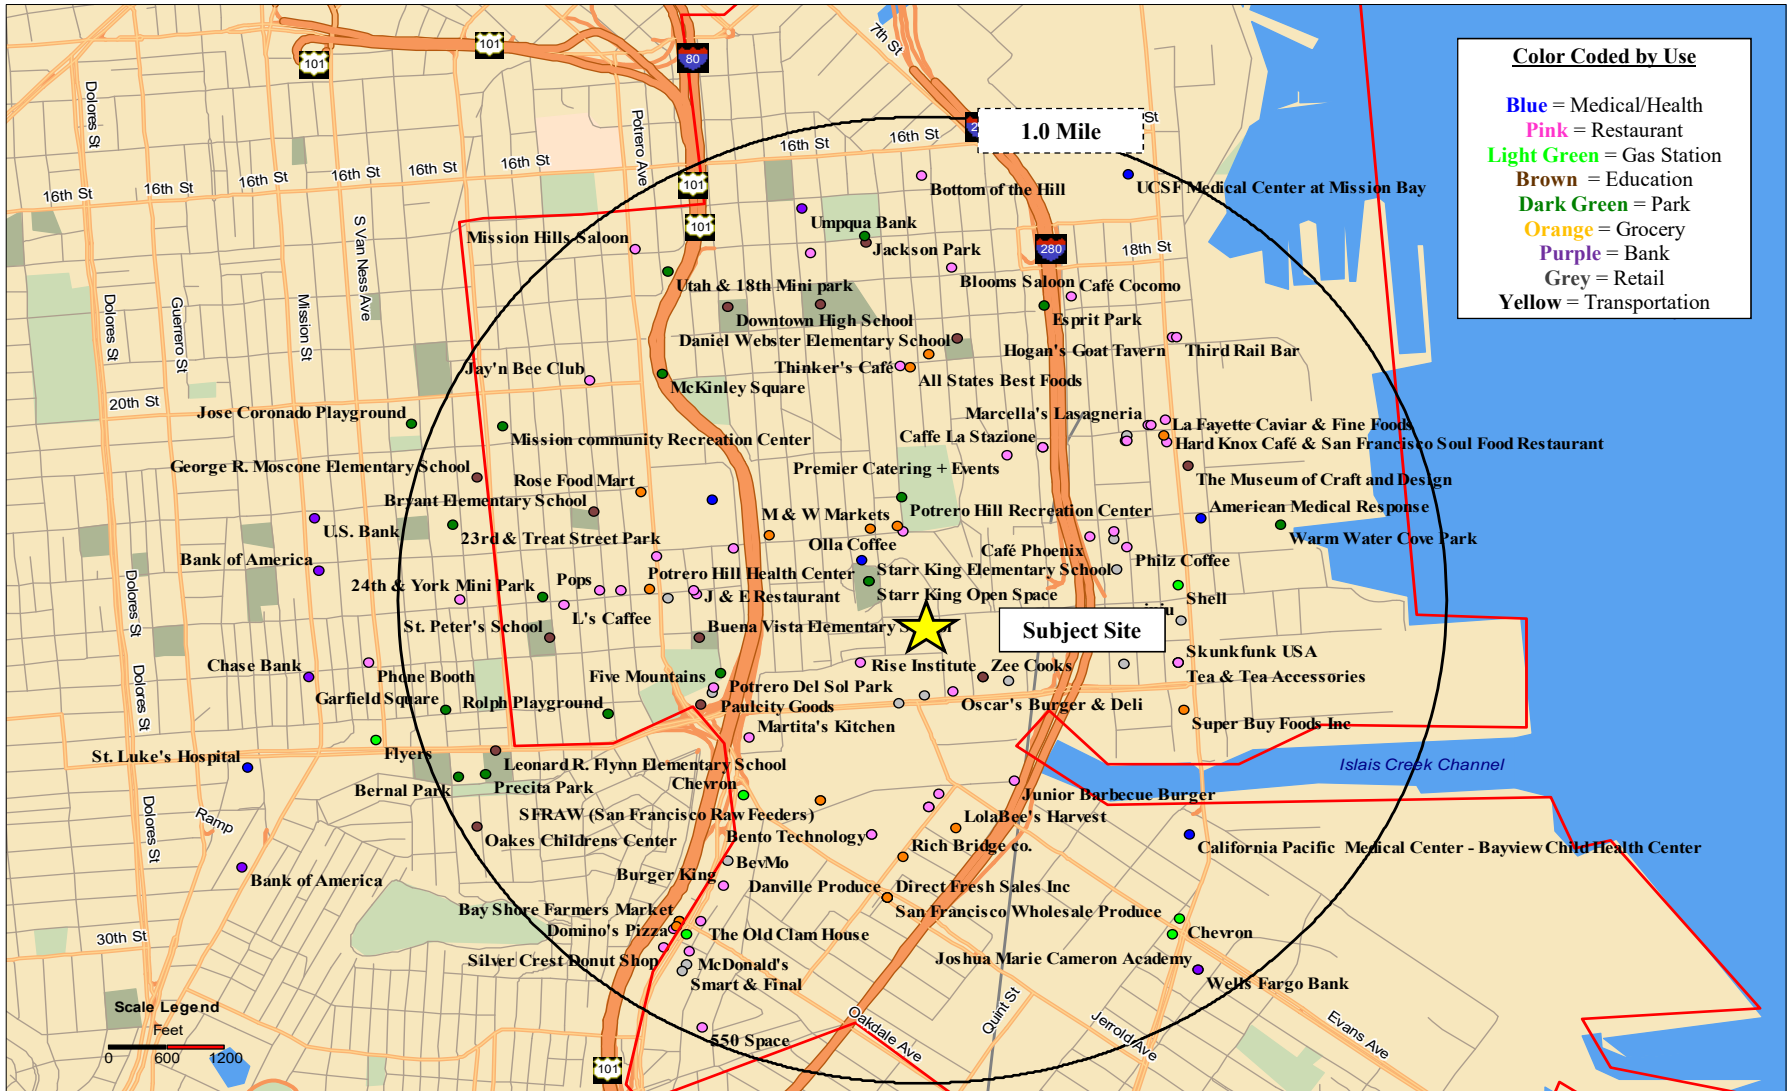 101
101
80
7th St
Dolores St
Potrero Ave
1.0 Mile
St
16th St
16th St
16th St
16th St
16th St
16th St
16th St
16th St
101
101
280
18th St
Color Coded by Use
Blue = Medical/Health
Pink = Restaurant
Light Green = Gas Station
Brown = Education
Dark Green = Park
Orange = Grocery
Purple = Bank
Grey = Retail
Yellow = Transportation
Bottom of the Hill
UCSF Medical Center at Mission Bay
Umpqua Bank
Mission Hills Saloon
Jackson Park
S Van Ness Ave
Utah & 18th Mini park
Blooms Saloon
Café Cocomo
Dolores St
Guerrero St
Mission St
Downtown High School
Esprit Park
Daniel Webster Elementary School
Hogan's Goat Tavern
Third Rail Bar
Jay'n Bee Club
Thinker's Café
All States Best Foods
McKinley Square
20th St
Jose Coronado Playground
Marcella's Lasagneria
La Fayette Caviar & Fine Foods
Mission community Recreation Center
Caffe La Stazione
Hard Knox Café & San Francisco Soul Food Restaurant
George R. Moscone Elementary School
Premier Catering + Events
Rose Food Mart
The Museum of Craft and Design
Bryant Elementary School
M & W Markets
Potrero Hill Recreation Center
American Medical Response
U.S. Bank
23rd & Treat Street Park
Olla Coffee
Café Phoenix
Warm Water Cove Park
Bank of America
Philz Coffee
Potrero Hill Health Center
Starr King Elementary School
24th & York Mini Park
Pops
Starr King Open Space
J & E Restaurant
Shell
Dolores St
L's Caffee
St. Peter's School
Buena Vista Elementary S
Subject Site
Chase Bank
Phone Booth
Five Mountains
Rise Institute
Zee Cooks
Skunkfunk USA
Tea & Tea Accessories
Dolores St
Garfield Square
Rolph Playground
Potrero Del Sol Park
Paulcity Goods
Oscar's Burger & Deli
Martita's Kitchen
Super Buy Foods Inc
St. Luke's Hospital
Flyers
Leonard R. Flynn Elementary School
Islais Creek Channel
Bernal Park
Precita Park
Chevron
Junior Barbecue Burger
Dolores St
Ramp
SFRAW (San Francisco Raw Feeders)
LolaBee's Harvest
Oakes Childrens Center
Bento Technology
Rich Bridge co.
California Pacific Medical Center - Bayview Child Health Center
BevMo
Bank of America
Burger King
Danville Produce
Direct Fresh Sales Inc
Bay Shore Farmers Market
San Francisco Wholesale Produce
30th St
Domino's Pizza
The Old Clam House
Chevron
Silver Crest Donut Shop
McDonald's
Joshua Marie Cameron Academy
Smart & Final
Wells Fargo Bank
Scale Legend
Feet
0 600 1200
550 Space
Oakdale Ave
Quint St
Jerrold Ave
Evans Ave
101